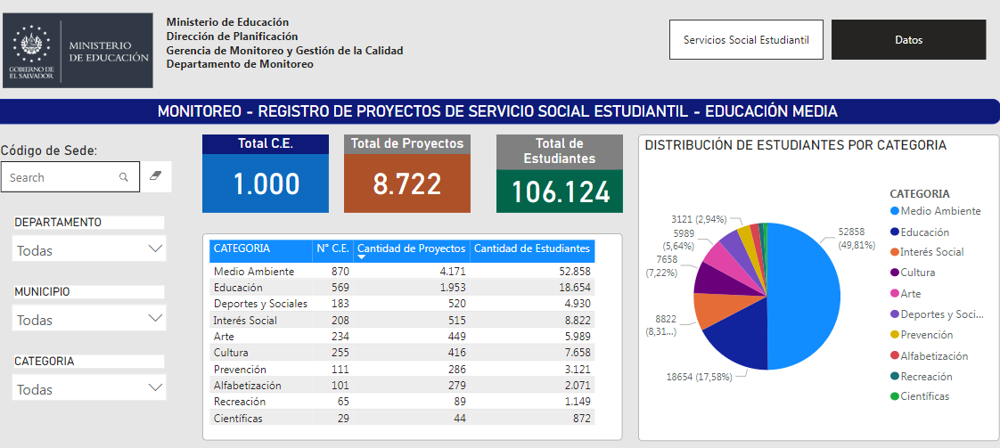 GOBIERNO DE
EL SALVADOR
MINISTERIO
DE EDUCACIÓN
Ministerio de Educación
Dirección de Planificación
Gerencia de Monitoreo y Gestión de la Calidad
Departamento de Monitoreo
Servicios Social Estudiantil
Datos
MONITOREO - REGISTRO DE PROYECTOS DE SERVICIO SOCIAL ESTUDIANTIL - EDUCACIÓN MEDIA
Código de Sede:
Search
DEPARTAMENTO
Todas
MUNICIPIO
Todas
CATEGORIA
Todas
Total C.E.
1.000
Total de Proyectos
8.722
Total de
Estudiantes
106.124
CATEGORIA N° C.E. Cantidad de Proyectos Cantidad de Estudiantes
Medio Ambiente 870 4.171 52.858
Educación 569 1.953 18.654
Deportes y Sociales 183 520 4.930
Interés Social 208 515 8.822
Arte 234 449 5.989
Cultura 255 416 7.658
Prevención 111 286 3.121
Alfabetización 101 279 2.071
Recreación 65 89 1.149
Científicas 29 44 872
DISTRIBUCIÓN DE ESTUDIANTES POR CATEGORIA
3121 (2,94%)
5989
(5,64%)
7658
(7,22%)
8822
(8,31...)
18654 (17,58%)
52858
(49,81%)
CATEGORIA
Medio Ambiente
Educación
Interés Social
Cultura
Arte
Deportes y Soci...
Prevención
Alfabetización
Recreación
Científicas